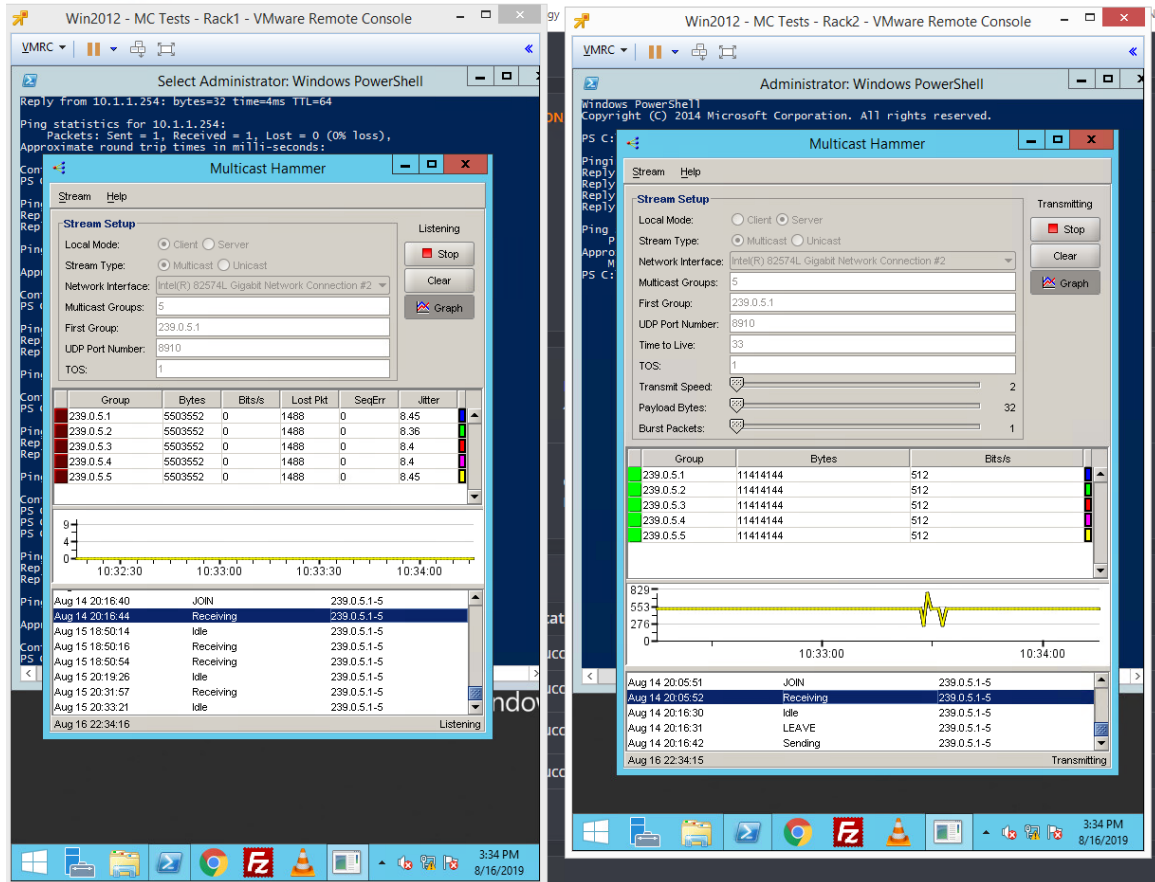 Win2012 - MC Tests - Rack1 - VMware Remote Console
VMRC
Select Administrator: Windows PowerShell
Reply from 10.1.1.254: bytes=32 time=4ms TTL=64
Ping statistics for 10.1.1.254:
Packets: Sent = 1, Received = 1, Lost = 0 (0% loss),
Approximate round trip times in milli-seconds:
Multicast Hammer
Stream Help
Stream Setup
Listening
Local Mode: Client Server
Stop
Stream Type: Multicast Unicast
Network Interface: Intel(R) 82574L Gigabit Network Connection #2
Clear
Multicast Groups: 5
Graph
First Group: 239.0.5.1
UDP Port Number: 8910
TOS: 1
Group Bytes Bits/s Lost Pkt SeqErr Jitter
239.0.5.1 5503552 0 1488 0 8.45
239.0.5.2 5503552 0 1488 0 8.36
239.0.5.3 5503552 0 1488 0 8.4
239.0.5.4 5503552 0 1488 0 8.4
239.0.5.5 5503552 0 1488 0 8.45
9
4
0
10:32:30 10:33:00 10:33:30 10:34:00
Aug 14 20:16:40 JOIN 239.0.5.1-5
Aug 14 20:16:44 Receiving 239.0.5.1-5
Aug 15 18:50:14 Idle 239.0.5.1-5
Aug 15 18:50:16 Receiving 239.0.5.1-5
Aug 15 18:50:54 Receiving 239.0.5.1-5
Aug 15 20:19:26 Idle 239.0.5.1-5
Aug 15 20:31:57 Receiving 239.0.5.1-5
Aug 15 20:33:21 Idle 239.0.5.1-5
Aug 16 22:34:16 Listening
3:34 PM
8/16/2019
Win2012 - MC Tests - Rack2 - VMware Remote Console
VMRC
Administrator: Windows PowerShell
Windows PowerShell
Copyright (C) 2014 Microsoft Corporation. All rights reserved.
PS C:
Multicast Hammer
Stream Help
Stream Setup
Transmitting
Local Mode: Client Server
Stop
Stream Type: Multicast Unicast
Network Interface: Intel(R) 82574L Gigabit Network Connection #2
Clear
Multicast Groups: 5
Graph
First Group: 239.0.5.1
UDP Port Number: 8910
Time to Live: 33
TOS: 1
Transmit Speed: 2
Payload Bytes: 32
Burst Packets: 1
Reply
Reply
Reply
Reply
Ping
PS C:
Group Bytes Bits/s
239.0.5.1 11414144 512
239.0.5.2 11414144 512
239.0.5.3 11414144 512
239.0.5.4 11414144 512
239.0.5.5 11414144 512
829
553
276
0
10:33:00 10:34:00
Aug 14 20:05:51 JOIN 239.0.5.1-5
Aug 14 20:05:52 Receiving 239.0.5.1-5
Aug 14 20:16:30 Idle 239.0.5.1-5
Aug 14 20:16:31 LEAVE 239.0.5.1-5
Aug 14 20:16:42 Sending 239.0.5.1-5
Aug 16 22:34:15 Transmitting
3:34 PM
8/16/2019